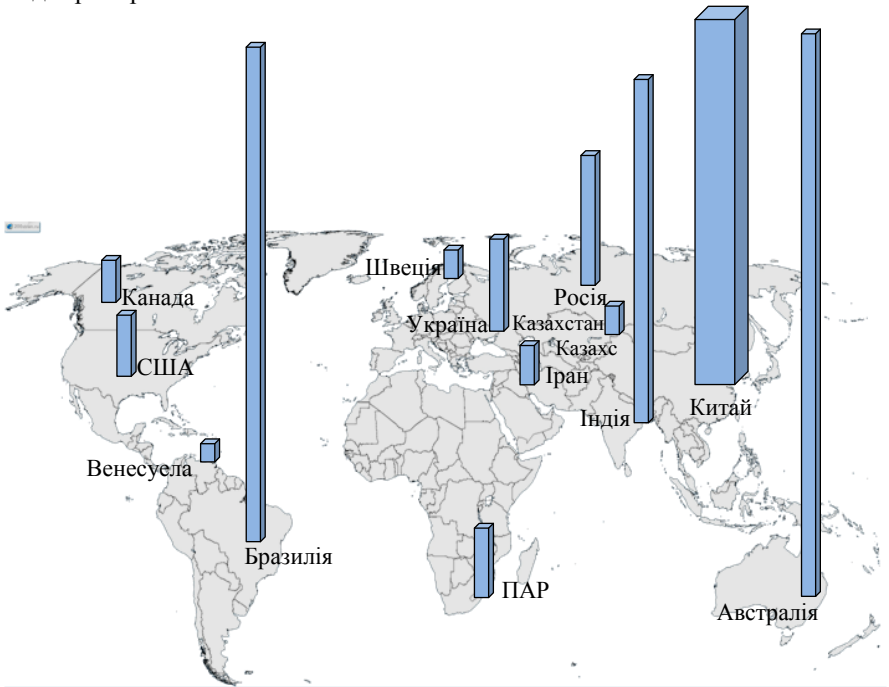 Швеція
Канада
Росія
Україна
Казахстан
Казахс
США
Іран
Китай
Індія
Венесуела
Бразилія
ПАР
Австралія